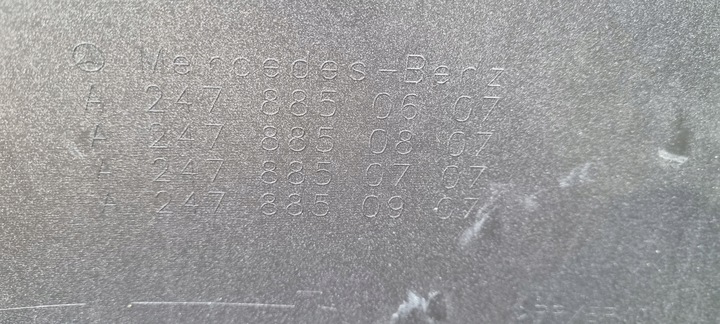 Mercedes-Benz
A 247 885 06 07
A 247 885 08 07
A 247 885 07 07
A 247 885 09 07